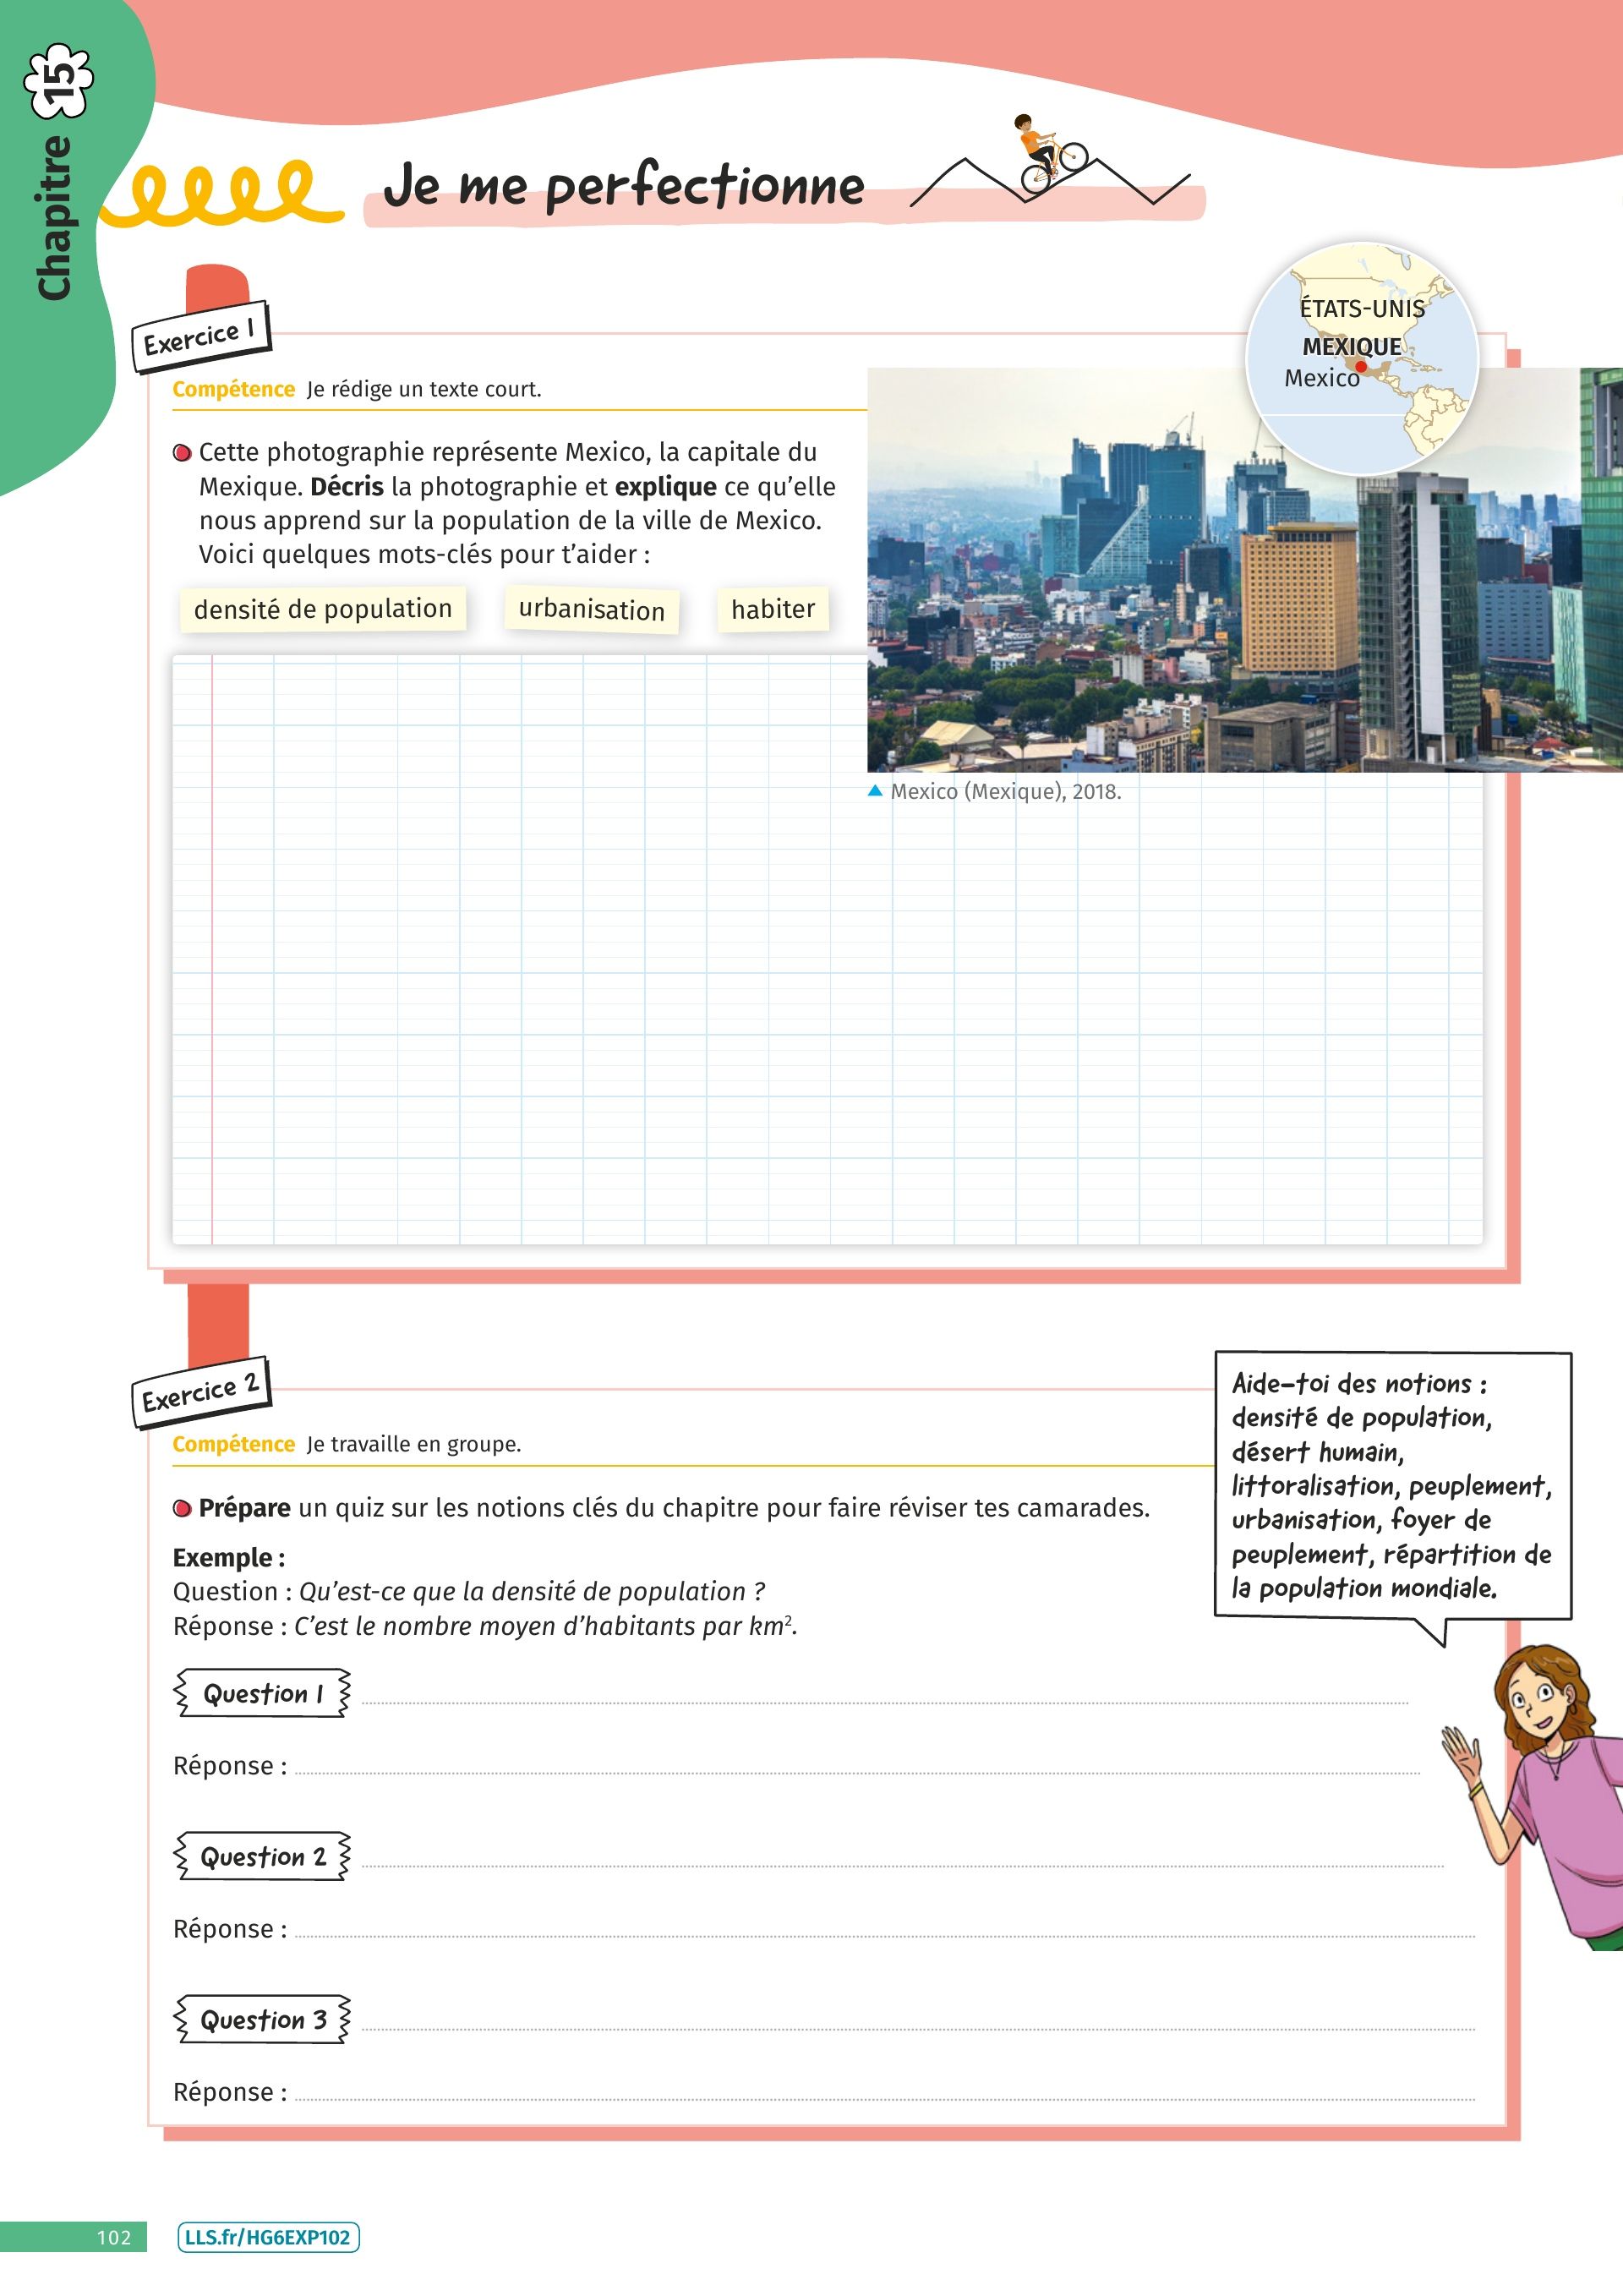 Chapitre 15
Je me perfectionne
Exercice 1
Compétence Je rédige un texte court.
Cette photographie représente Mexico, la capitale du
Mexique. Décris la photographie et explique ce qu’elle
nous apprend sur la population de la ville de Mexico.
Voici quelques mots-clés pour t’aider :
densité de population
urbanisation
habiter
ÉTATS-UNIS
MEXIQUE
Mexico
▲ Mexico (Mexique), 2018.
Exercice 2
Compétence Je travaille en groupe.
Prépare un quiz sur les notions clés du chapitre pour faire réviser tes camarades.
Exemple :
Question : Qu’est-ce que la densité de population ?
Réponse : C’est le nombre moyen d’habitants par km².
Aide-toi des notions :
densité de population,
désert humain,
littoralisation, peuplement,
urbanisation, foyer de
peuplement, répartition de
la population mondiale.
Question 1
Réponse :
Question 2
Réponse :
Question 3
Réponse :
102
LLS.fr/HG6EXP102